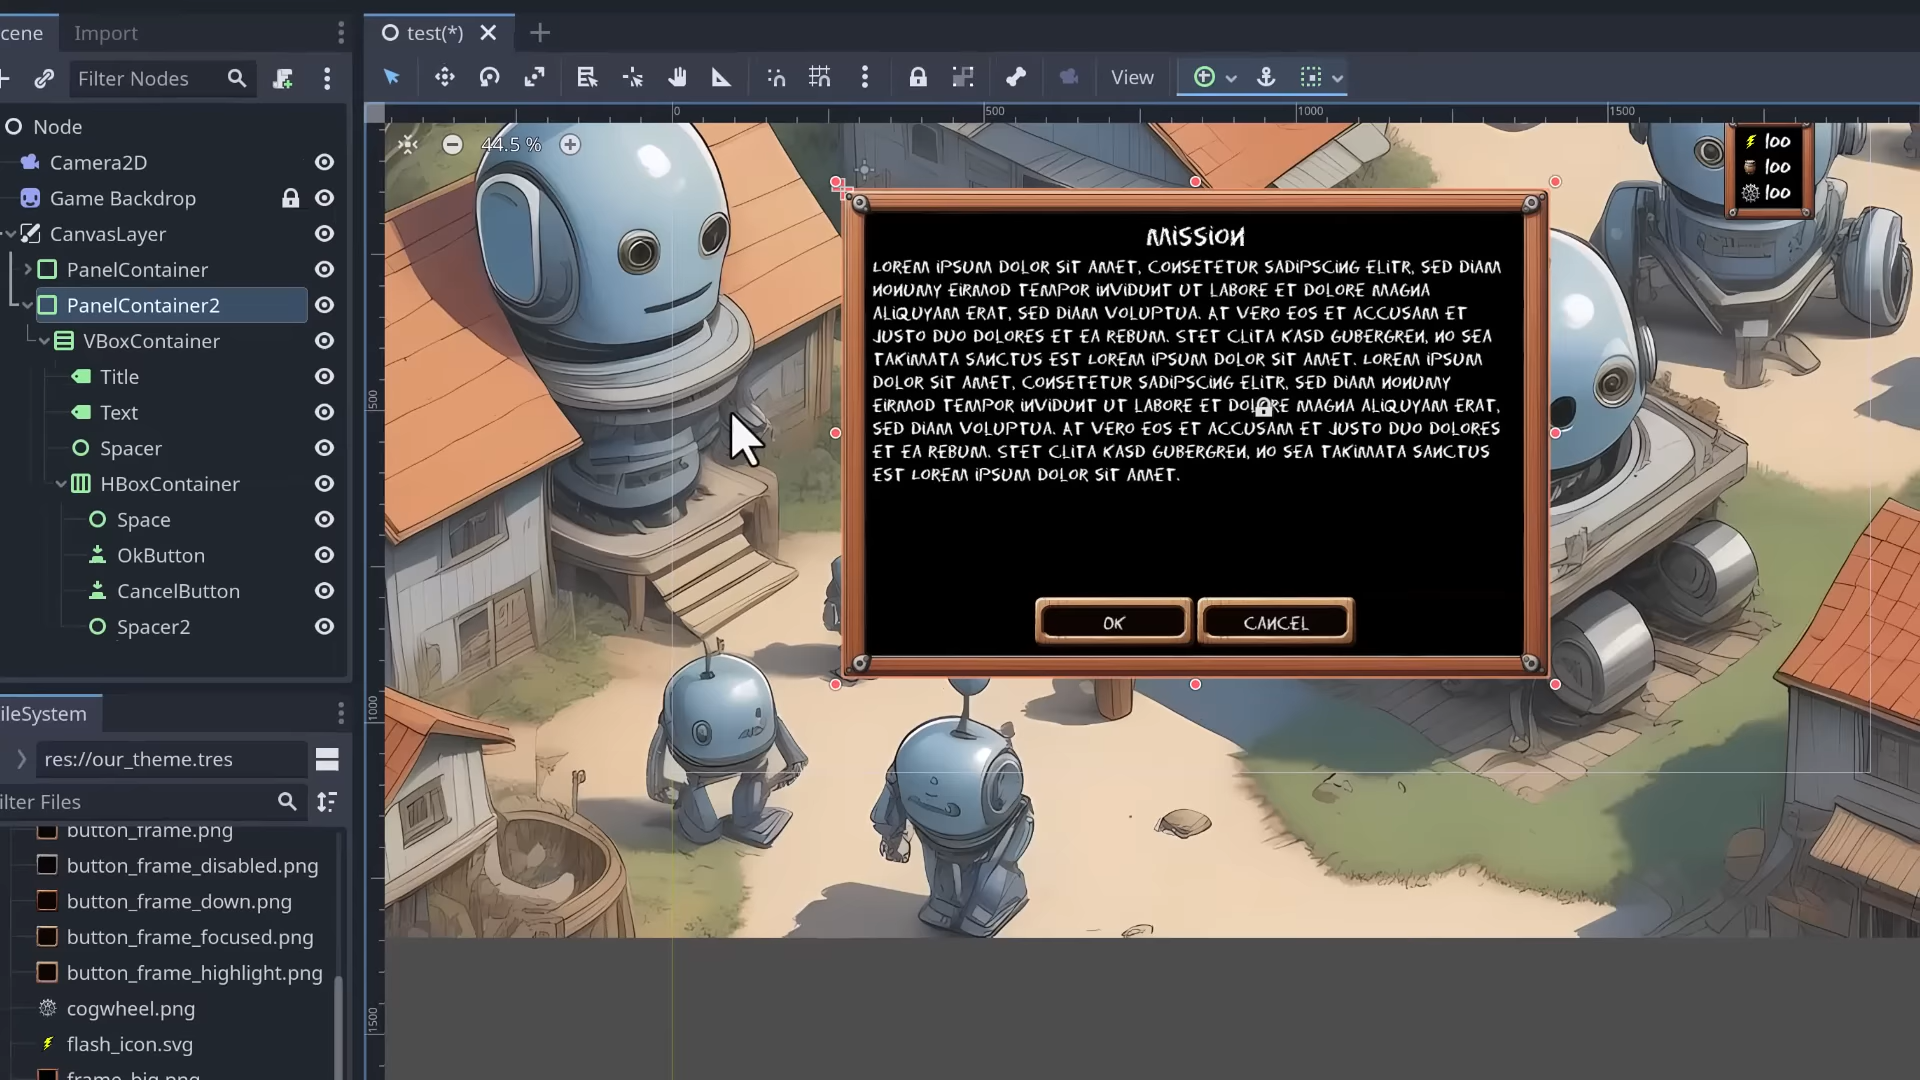 cene
Import
test(*)
Filter Nodes
View
Node
Camera2D
Game Backdrop
CanvasLayer
PanelContainer
PanelContainer2
VBoxContainer
Title
Text
Spacer
HBoxContainer
Space
OkButton
CancelButton
Spacer2
ileSystem
res://our_theme.tres
ilter Files
button_frame.png
button_frame_disabled.png
button_frame_down.png
button_frame_focused.png
button_frame_highlight.png
cogwheel.png
flash_icon.svg
frame_big.png
0
500
1000
1500
500
1000
1500
44.5 %
100
100
100
MISSION
LOREM IPSUM DOLOR SIT AMET, CONSETETUR SADIPSCING ELITR, SED DIAM
NONUMY EIRMOD TEMPOR INVIDUNT UT LABORE ET DOLORE MAGNA
ALIQUYAM ERAT, SED DIAM VOLUPTUA. AT VERO EOS ET ACCUSAM ET
JUSTO DUO DOLORES ET EA REBUM. STET CLITA KASD GUBERGREN, NO SEA
TAKIMATA SANCTUS EST LOREM IPSUM DOLOR SIT AMET. LOREM IPSUM
DOLOR SIT AMET, CONSETETUR SADIPSCING ELITR, SED DIAM NONUMY
EIRMOD TEMPOR INVIDUNT UT LABORE ET DOLORE MAGNA ALIQUYAM ERAT,
SED DIAM VOLUPTUA. AT VERO EOS ET ACCUSAM ET JUSTO DUO DOLORES
ET EA REBUM. STET CLITA KASD GUBERGREN, NO SEA TAKIMATA SANCTUS
EST LOREM IPSUM DOLOR SIT AMET.
OK
CANCEL